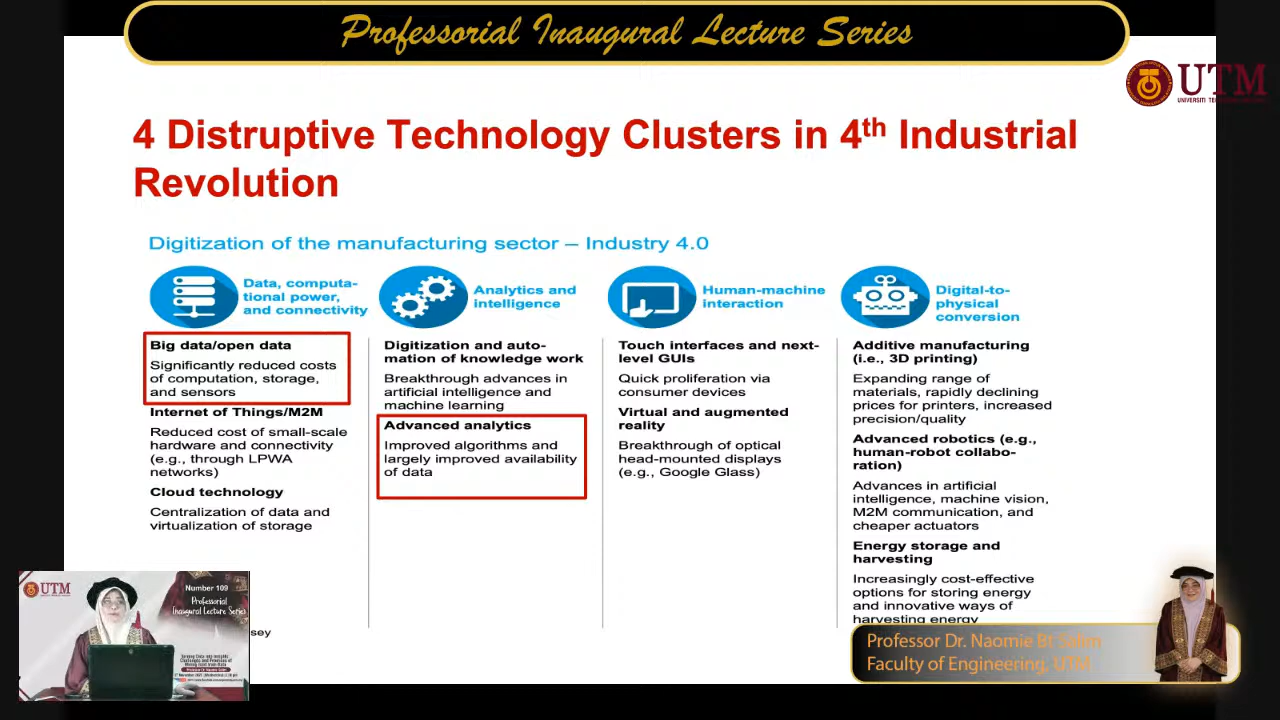 Professorial Inaugural Lecture Series
UTM
4 Distruptive Technology Clusters in 4th Industrial
Revolution
Digitization of the manufacturing sector – Industry 4.0
Data, computa-
tional power,
and connectivity
Big data/open data
Significantly reduced costs
of computation, storage,
and sensors
Internet of Things/M2M
Reduced cost of small-scale
hardware and connectivity
(e.g., through LPWA
networks)
Cloud technology
Centralization of data and
virtualization of storage
Analytics and
intelligence
Digitization and auto-
mation of knowledge work
Breakthrough advances in
artificial intelligence and
machine learning
Advanced analytics
Improved algorithms and
largely improved availability
of data
Human-machine
interaction
Touch interfaces and next-
level GUIs
Quick proliferation via
consumer devices
Virtual and augmented
reality
Breakthrough of optical
head-mounted displays
(e.g., Google Glass)
Digital-to-
physical
conversion
Additive manufacturing
(i.e., 3D printing)
Expanding range of
materials, rapidly declining
prices for printers, increased
precision/quality
Advanced robotics (e.g.,
human-robot collabo-
ration)
Advances in artificial
intelligence, machine vision,
M2M communication, and
cheaper actuators
Energy storage and
harvesting
Increasingly cost-effective
options for storing energy
and innovative ways of
harvesting energy
sey
UTM
Number 109
Professorial
Inaugural Lecture Series
Professor Dr. Naomie Bt Salim
Faculty of Engineering, UTM